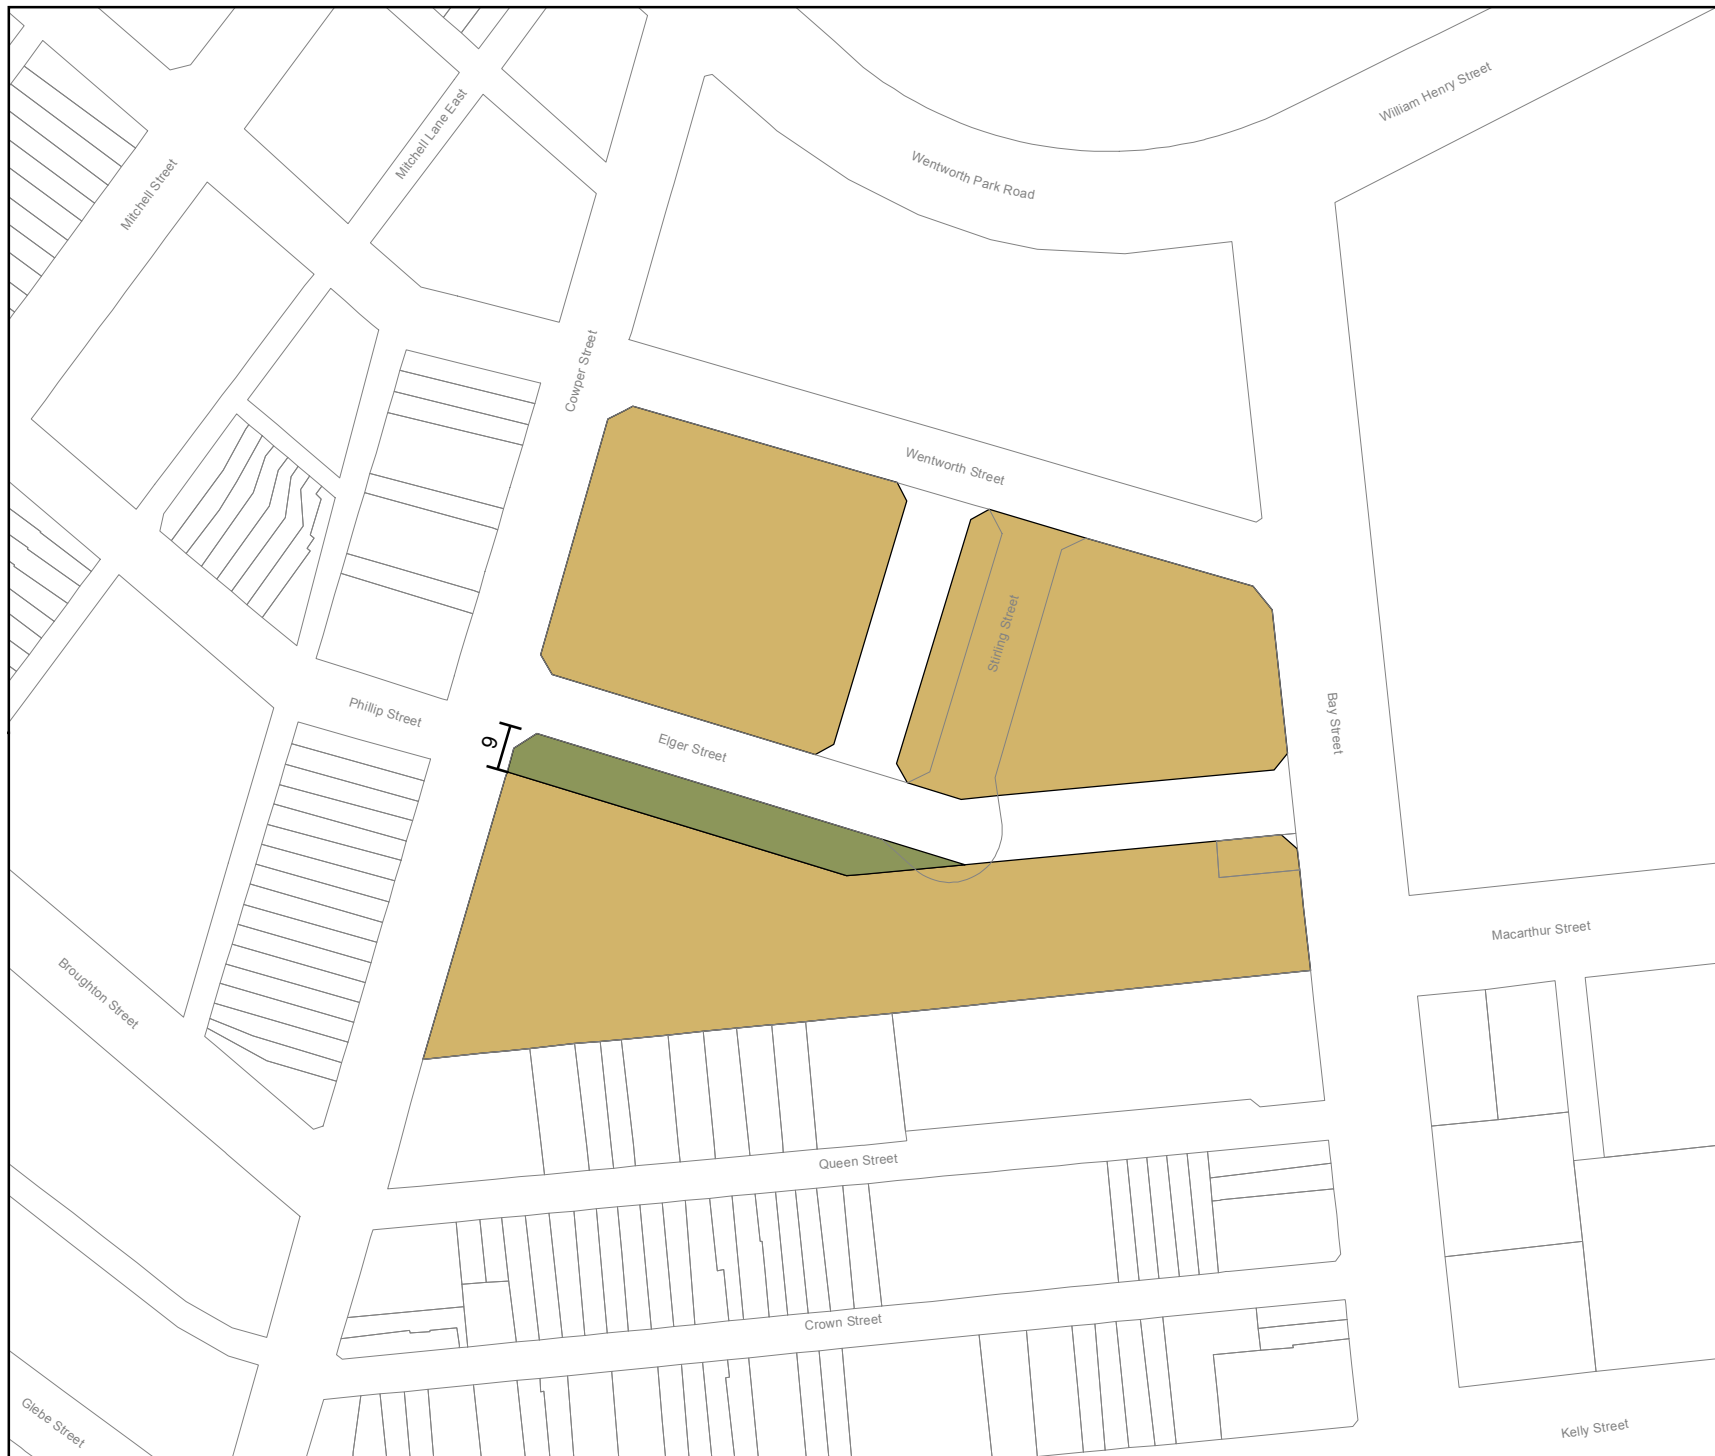 William Henry Street
Mitchell Lane East
Wentworth Park Road
Mitchell Street
Cowper Street
Wentworth Street
Stirling Street
Phillip Street
Bay Street
9
Elger Street
Macarthur Street
Broughton Street
Queen Street
Crown Street
Glebe Street
Kelly Street